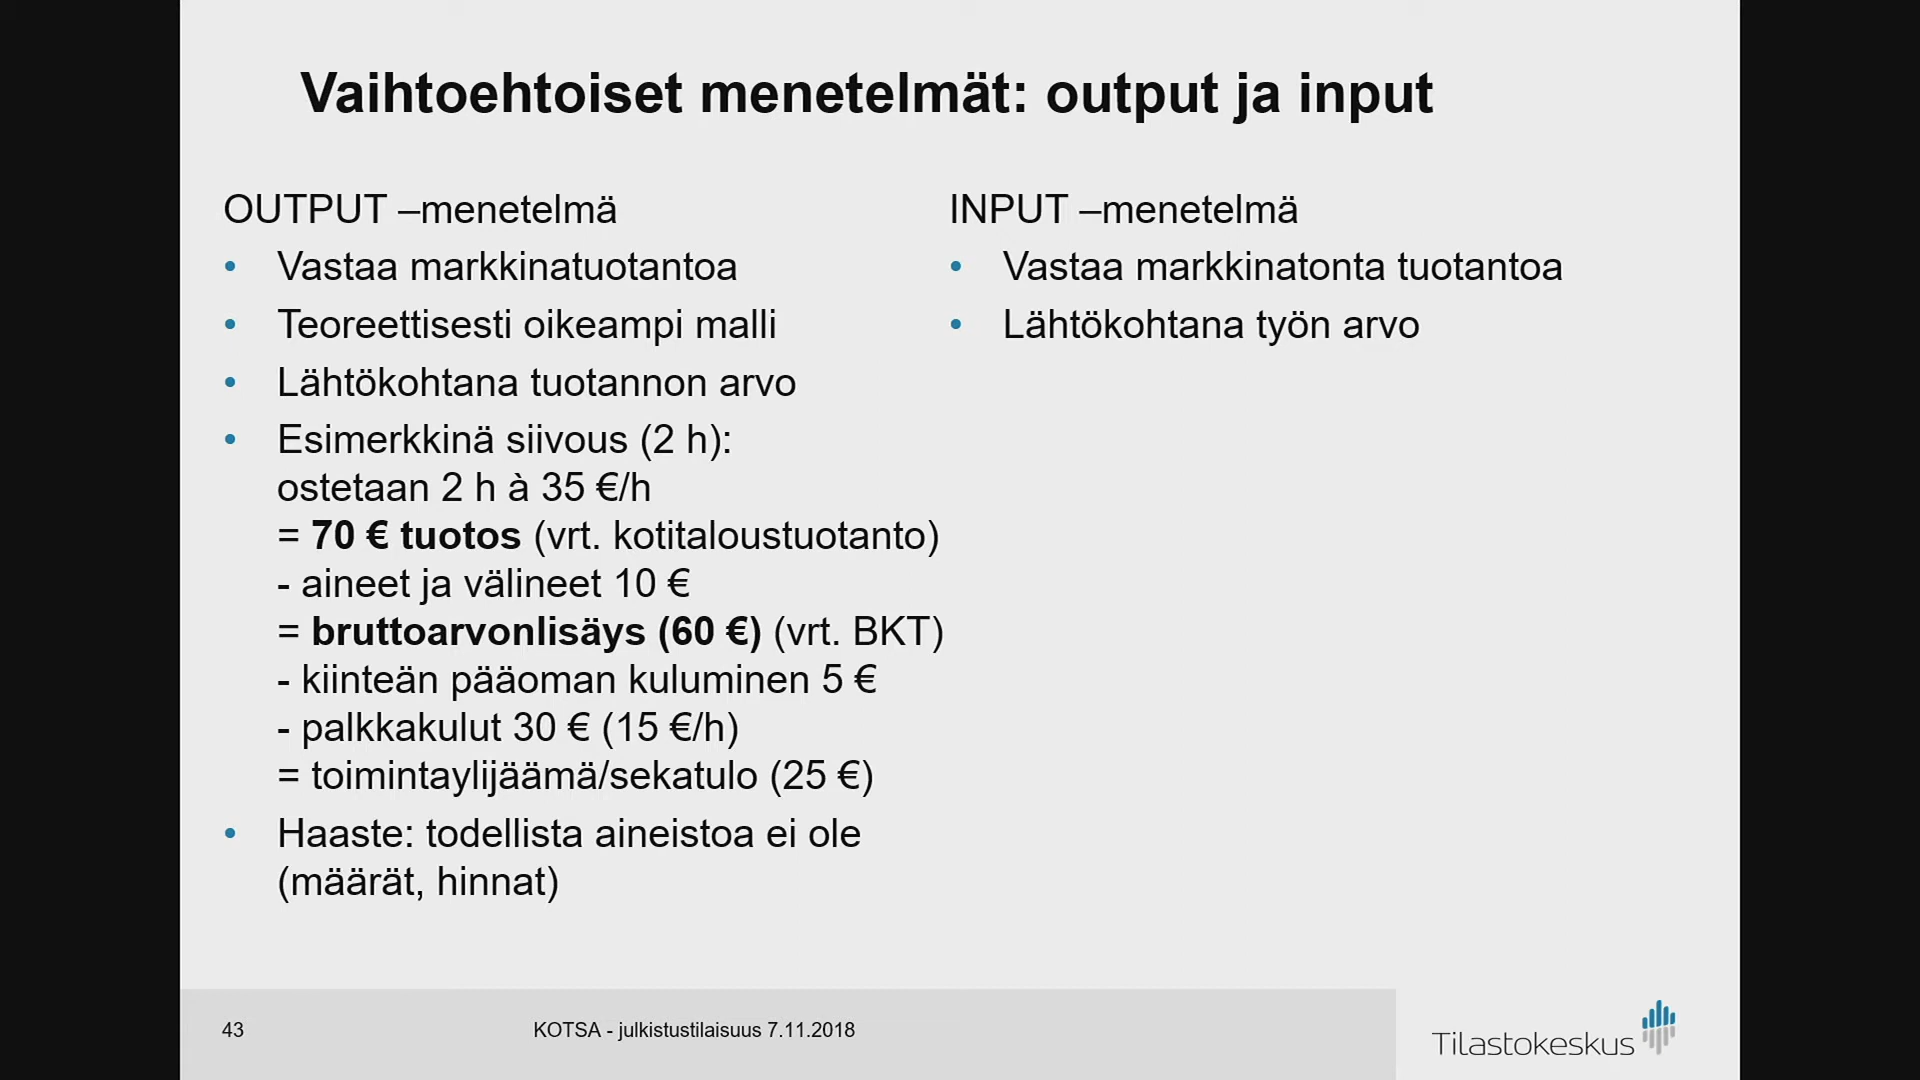 Vaihtoehtoiset menetelmät: output ja input
OUTPUT –menetelmä
• Vastaa markkinatuotantoa
• Teoreettisesti oikeampi malli
• Lähtökohtana tuotannon arvo
• Esimerkkinä siivous (2 h):
ostetaan 2 h à 35 €/h
= 70 € tuotos (vrt. kotitaloustuotanto)
- aineet ja välineet 10 €
= bruttoarvonlisäys (60 €) (vrt. BKT)
- kiinteän pääoman kuluminen 5 €
- palkkakulut 30 € (15 €/h)
= toimintaylijäämä/sekatulo (25 €)
• Haaste: todellista aineistoa ei ole
(määrät, hinnat)
INPUT –menetelmä
• Vastaa markkinatonta tuotantoa
• Lähtökohtana työn arvo
43
KOTSA - julkistustilaisuus 7.11.2018
Tilastokeskus